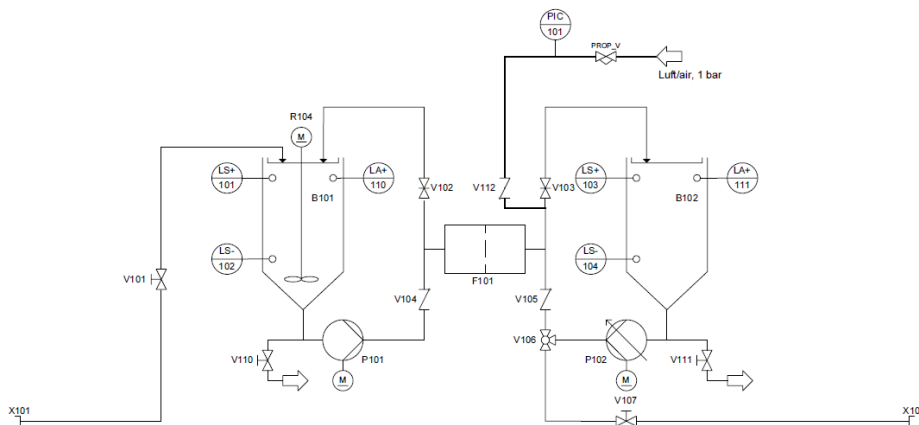 PIC
101
PROP_V
Luft/air, 1 bar
R104
M
LS+
101
LA+
110
B101
V102
V112
V103
LS+
103
LA+
111
B102
LS-
102
F101
LS-
104
V101
V104
V105
V106
V110
P101
P102
V111
M
M
V107
X101
X10